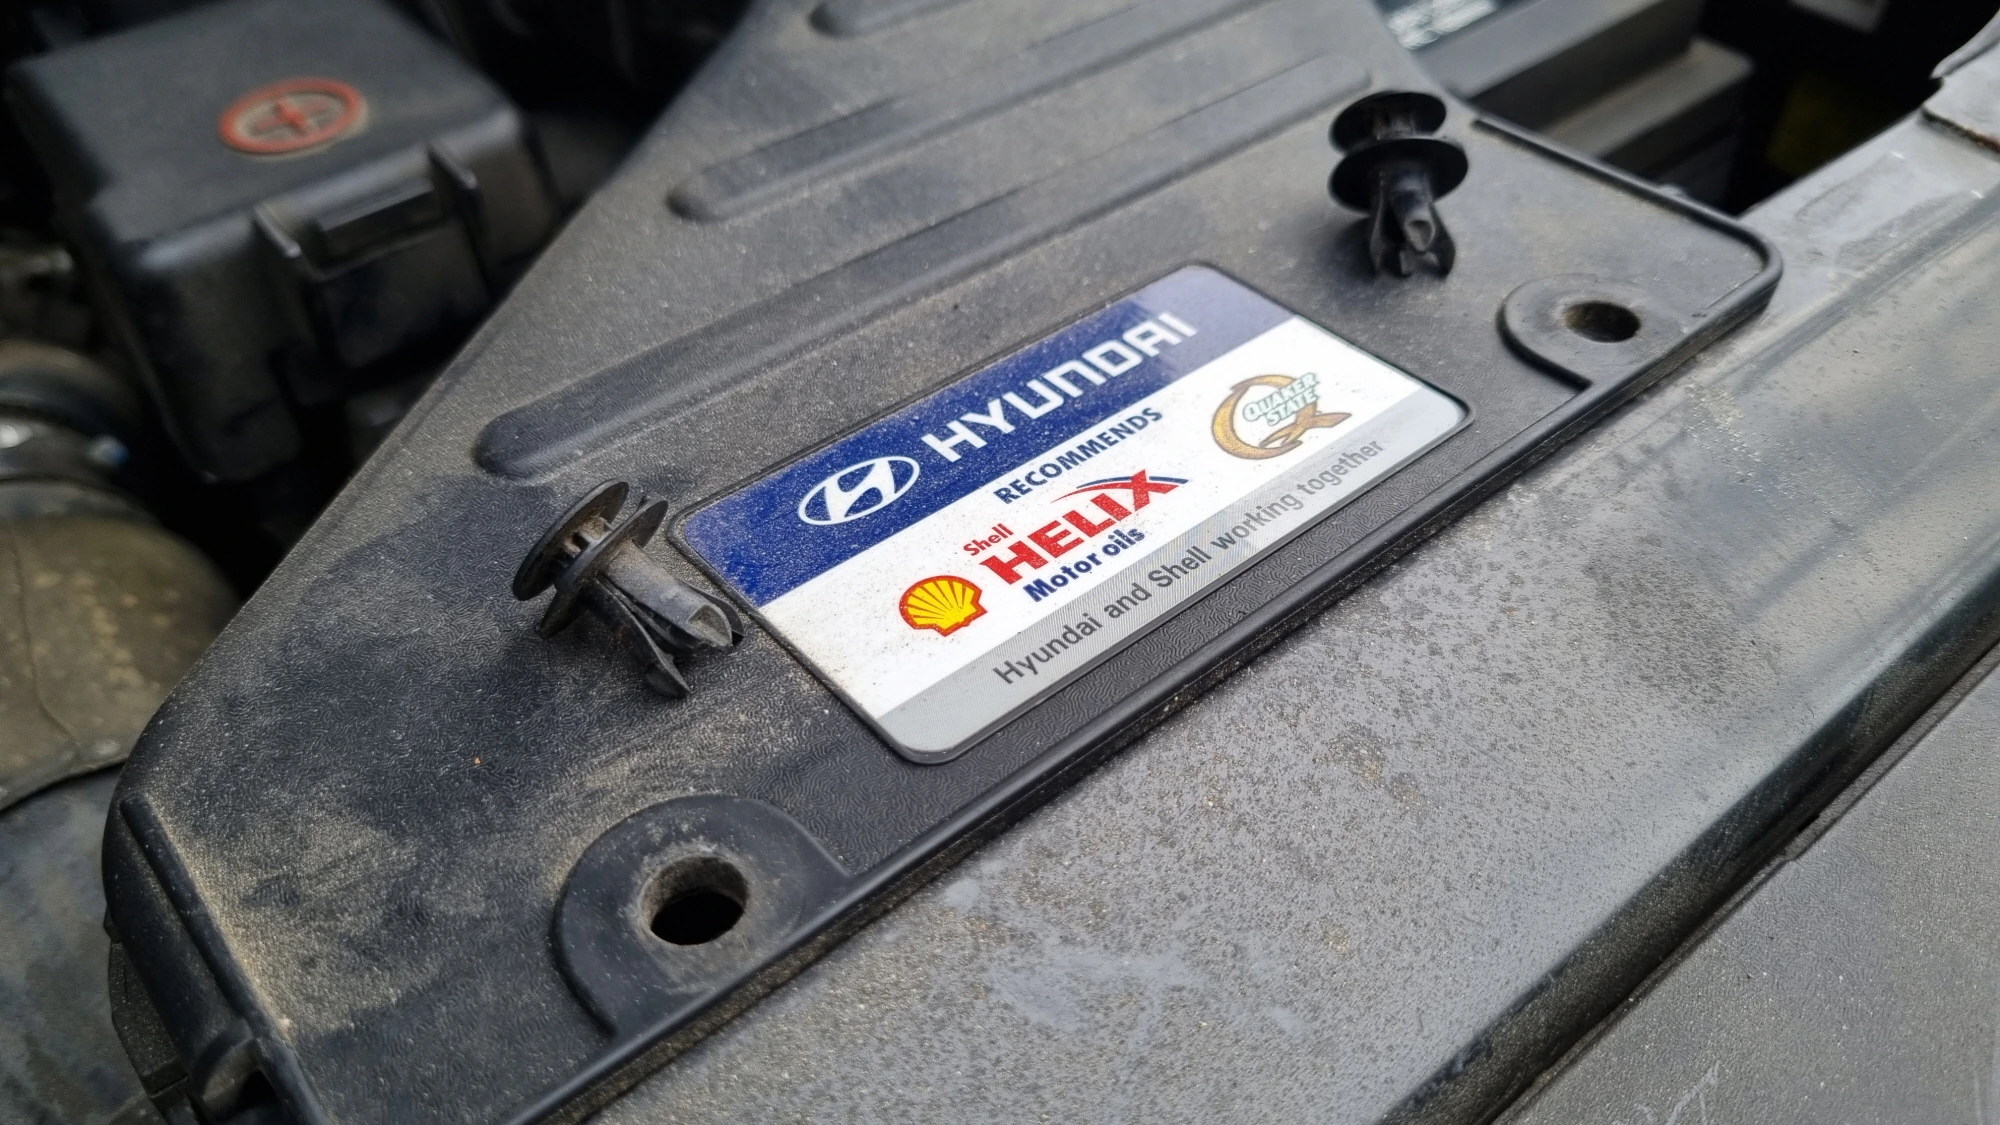 HYUNDAI
RECOMMENDS
Shell
HELIX
Motor oils
QUAKER
STATE
Hyundai and Shell working together